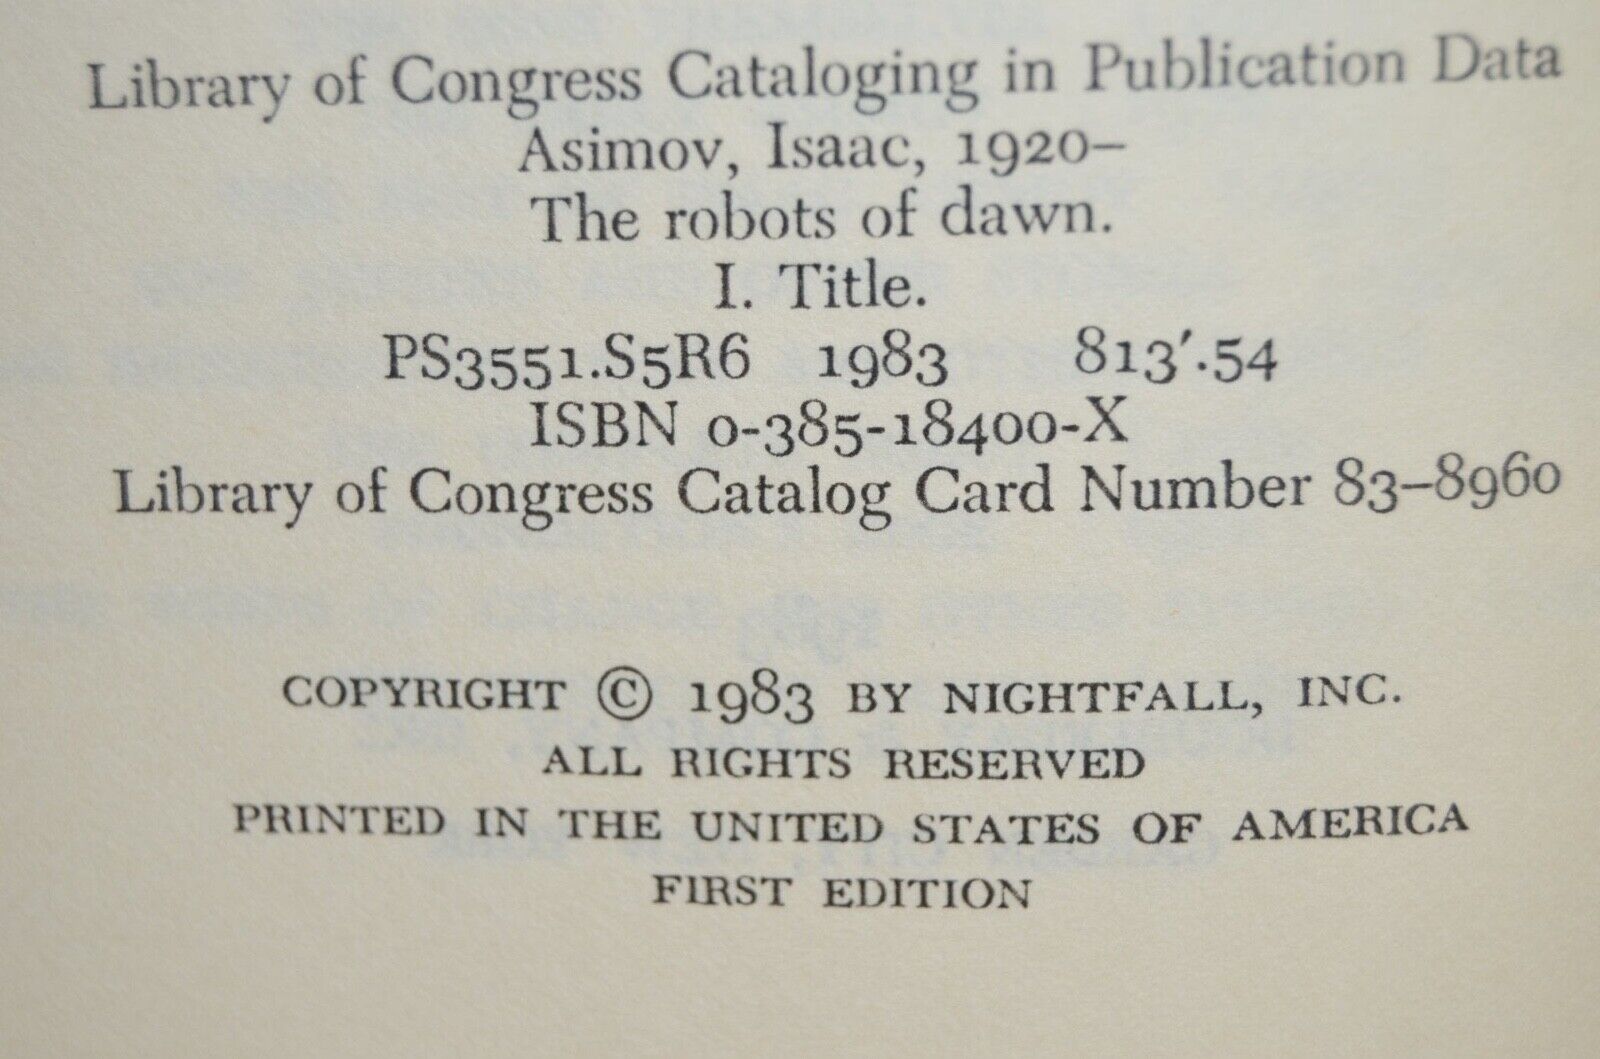 Library of Congress Cataloging in Publication Data
Asimov, Isaac, 1920–
The robots of dawn.
I. Title.
PS3551.S5R6 1983 813′.54
ISBN 0-385-18400-X
Library of Congress Catalog Card Number 83–8960
COPYRIGHT © 1983 BY NIGHTFALL, INC.
ALL RIGHTS RESERVED
PRINTED IN THE UNITED STATES OF AMERICA
FIRST EDITION